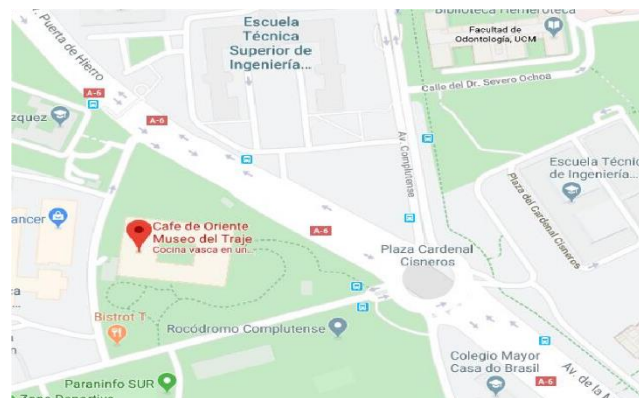 Puerta de Hierro
Escuela
Técnica
Superior de
Ingeniería...
Biblioteca Hemeroteca
Facultad de
Odontología, UCM
Calle del Dr. Severo Ochoa
A-6
A-6
Av. Complutense
Escuela Técnic
de Ingeniería...
Plaza del Cardenal Cisneros
ancer
Cafe de Oriente
Museo del Traje
Cocina vasca en un...
A-6
Plaza Cardenal
Cisneros
Bistrot T
Rocódromo Complutense
Colegio Mayor
Casa do Brasil
A-6
Av. de la
Paraninfo SUR